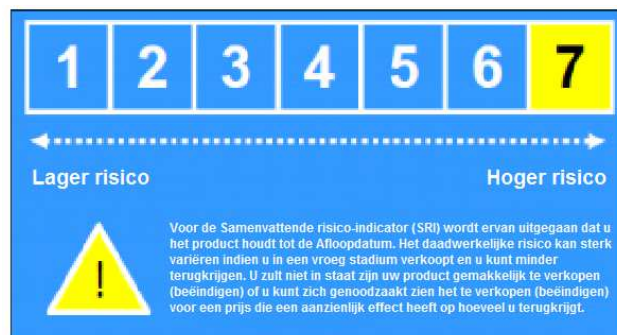 1 2 3 4 5 6 7
Lager risico Hoger risico
!
Voor de Samenvattende risico-indicator (SRI) wordt ervan uitgegaan dat u
het product houdt tot de Afloopdatum. Het daadwerkelijke risico kan sterk
variëren indien u in een vroeg stadium verkoopt en u kunt minder
terugkrijgen. U zult niet in staat zijn uw product gemakkelijk te verkopen
(beëindigen) of u kunt zich genoodzaakt zien het te verkopen (beëindigen)
voor een prijs die een aanzienlijk effect heeft op hoeveel u terugkrijgt.